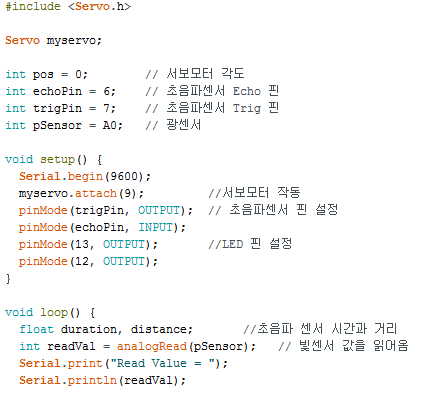 #include <Servo.h>
Servo myservo;
int pos = 0;        // 서보모터 각도
int echoPin = 6;    // 초음파센서 Echo 핀
int trigPin = 7;    // 초음파센서 Trig 핀
int pSensor = A0;   // 광센서
void setup() {
  Serial.begin(9600);
  myservo.attach(9);         //서보모터 작동
  pinMode(trigPin, OUTPUT);  // 초음파센서 핀 설정
  pinMode(echoPin, INPUT);
  pinMode(13, OUTPUT);       //LED 핀 설정
  pinMode(12, OUTPUT);
}
void loop() {
  float duration, distance;       //초음파 센서 시간과 거리
  int readVal = analogRead(pSensor);   // 빛센서 값을 읽어옴
  Serial.print("Read Value = ");
  Serial.println(readVal);